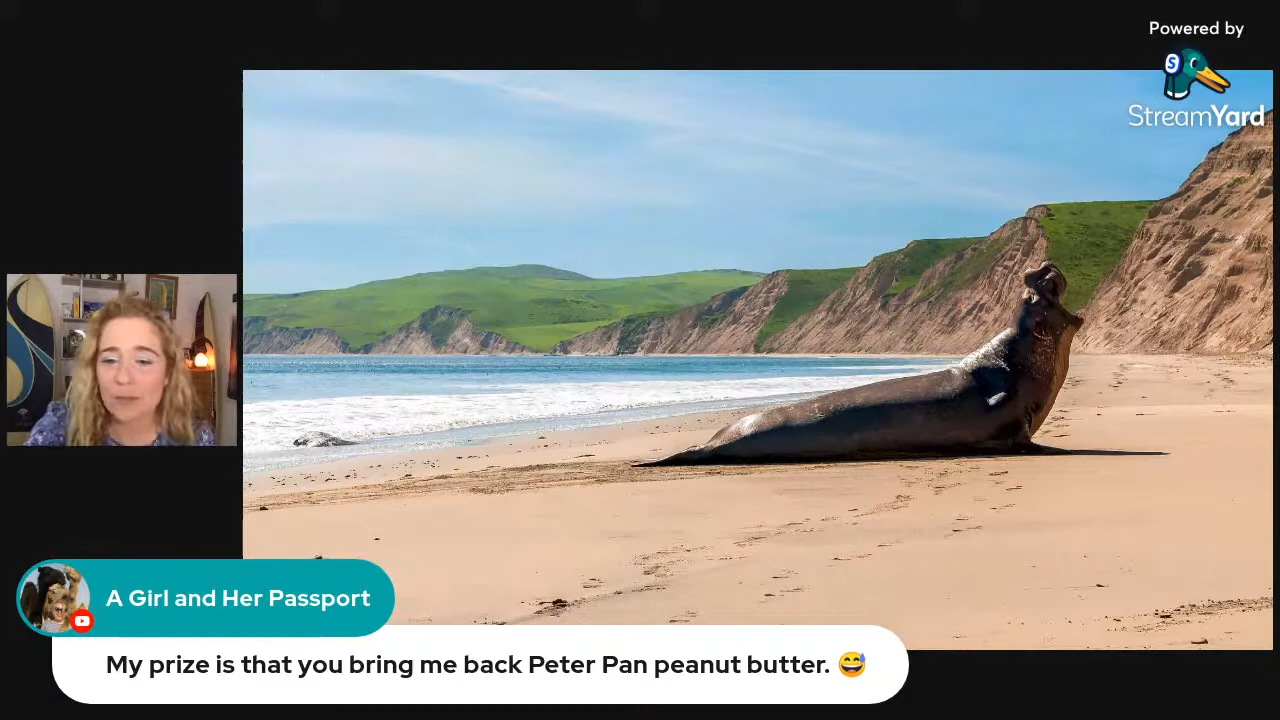 Powered by
StreamYard
A Girl and Her Passport
My prize is that you bring me back Peter Pan peanut butter. 😅